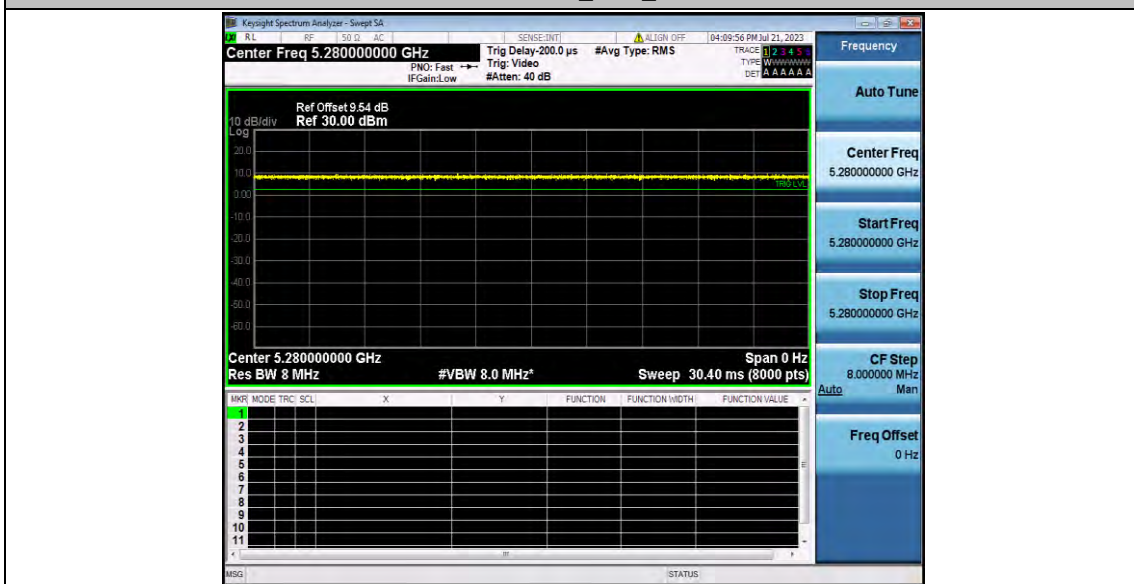 Keysight Spectrum Analyzer - Swept SA
RL RF 50 Ω AC SENSE:INT ALIGN OFF 04:09:56 PM Jul 21, 2023
Center Freq 5.280000000 GHz
PNO: Fast
IFGain:Low
Trig Delay-200.0 µs
Trig: Video
#Atten: 40 dB
#Avg Type: RMS
TRACE 1 2 3 4 5 6
TYPE WWWWWW
DET A A A A A A
Ref Offset 9.54 dB
10 dB/div Ref 30.00 dBm
Log
20.0
10.0
TRIG LVL
0.00
-10.0
-20.0
-30.0
-40.0
-50.0
-60.0
Center 5.280000000 GHz Span 0 Hz
Res BW 8 MHz #VBW 8.0 MHz* Sweep 30.40 ms (8000 pts)
MKR MODE TRC SCL X Y FUNCTION FUNCTION WIDTH FUNCTION VALUE
1
2
3
4
5
6
7
8
9
10
11
MSG STATUS
Frequency
Auto Tune
Center Freq
5.280000000 GHz
Start Freq
5.280000000 GHz
Stop Freq
5.280000000 GHz
CF Step
8.000000 MHz
Auto Man
Freq Offset
0 Hz